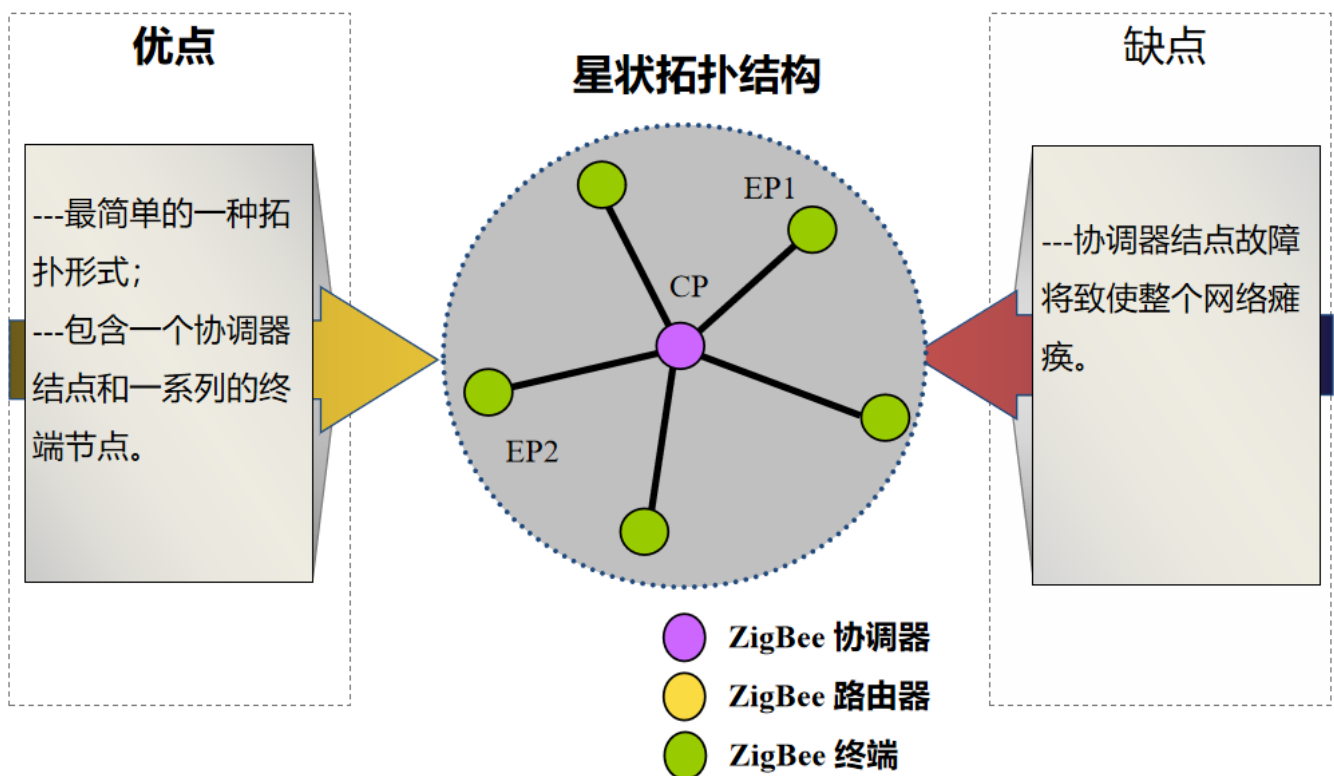 优点
---最简单的一种拓
扑形式；
---包含一个协调器
结点和一系列的终
端节点。
星状拓扑结构
EP1
CP
EP2
ZigBee 协调器
ZigBee 路由器
ZigBee 终端
缺点
---协调器结点故障
将致使整个网络瘫
痪。